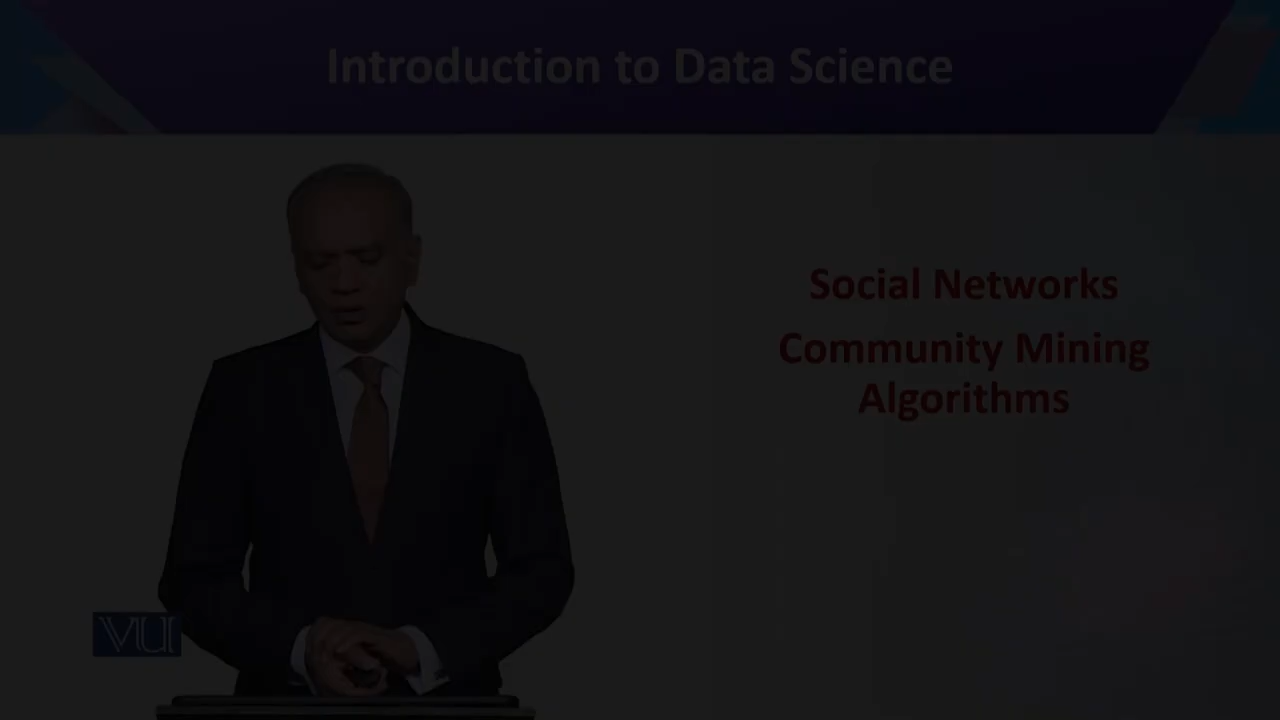 Introduction to Data Science
Social Networks
Community Mining
Algorithms
VU